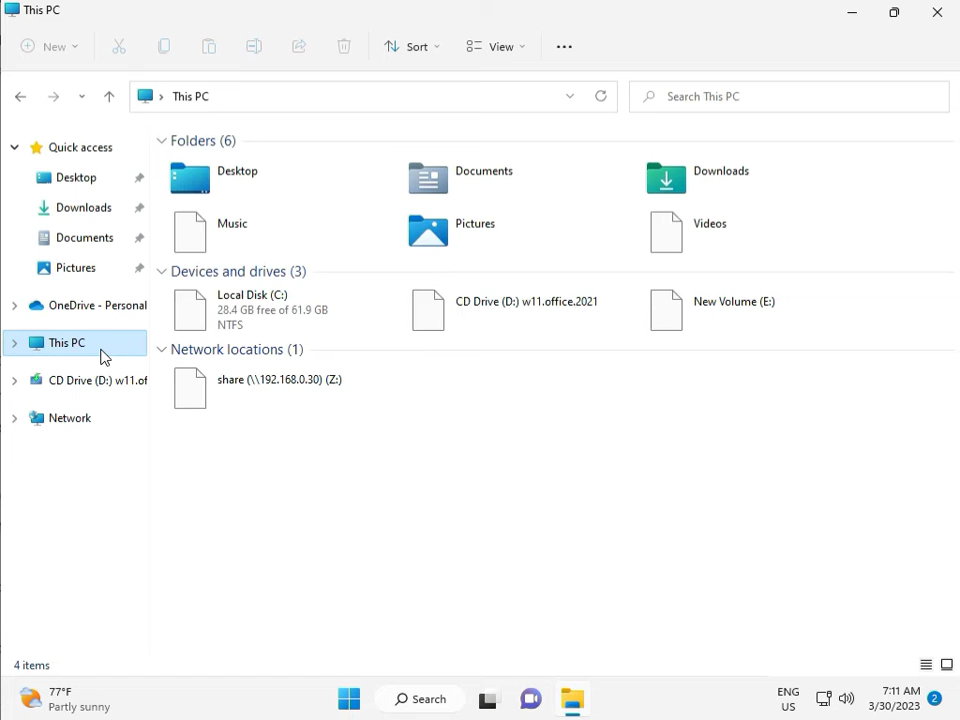 This PC
New
Sort
View
This PC
Search This PC
Quick access
Desktop
Downloads
Documents
Pictures
OneDrive - Personal
This PC
CD Drive (D:) w11.of
Network
Folders (6)
Desktop
Documents
Downloads
Music
Pictures
Videos
Devices and drives (3)
Local Disk (C:)
28.4 GB free of 61.9 GB
NTFS
CD Drive (D:) w11.office.2021
New Volume (E:)
Network locations (1)
share (\\192.168.0.30) (Z:)
4 items
77°F
Partly sunny
Search
ENG
US
7:11 AM
3/30/2023
2